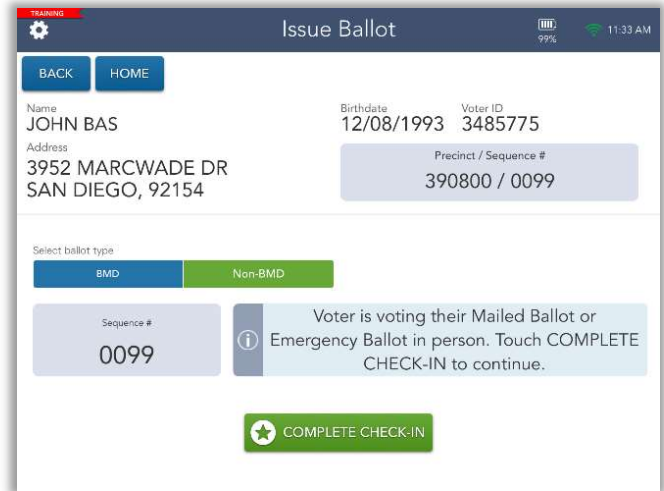 TRAINING
Issue Ballot
99%
11:33 AM
BACK
HOME
Name
JOHN BAS
Birthdate
12/08/1993
Voter ID
3485775
Address
3952 MARCWADE DR
SAN DIEGO, 92154
Precinct / Sequence #
390800 / 0099
Select ballot type
BMD
Non-BMD
Sequence #
0099
Voter is voting their Mailed Ballot or
Emergency Ballot in person. Touch COMPLETE
CHECK-IN to continue.
COMPLETE CHECK-IN